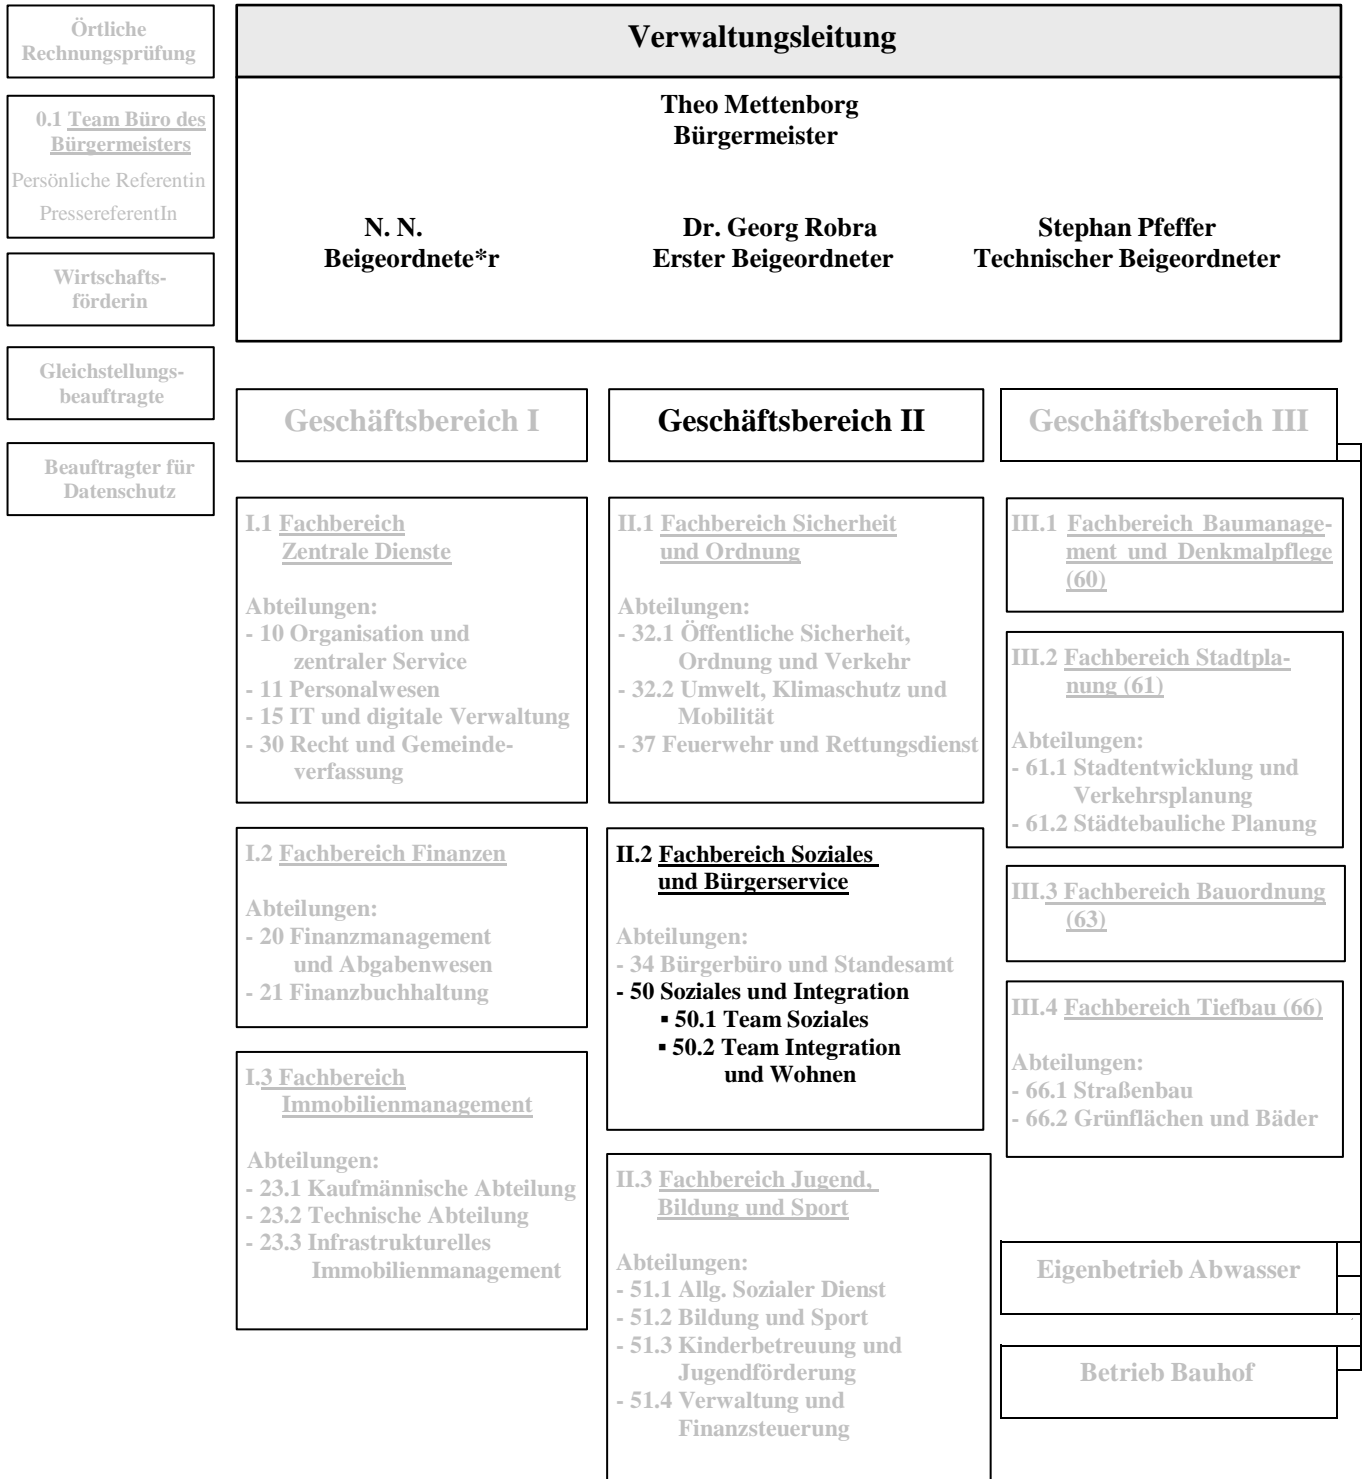 Örtliche
Rechnungsprüfung
0.1 Team Büro des
Bürgermeisters
Persönliche Referentin
PressereferentIn
Wirtschafts-
förderin
Gleichstellungs-
beauftragte
Beauftragter für
Datenschutz
Verwaltungsleitung
Theo Mettenborg
Bürgermeister
N. N.
Beigeordnete*r
Dr. Georg Robra
Erster Beigeordneter
Stephan Pfeffer
Technischer Beigeordneter
Geschäftsbereich I
I.1 Fachbereich
Zentrale Dienste
Abteilungen:
- 10 Organisation und
zentraler Service
- 11 Personalwesen
- 15 IT und digitale Verwaltung
- 30 Recht und Gemeinde-
verfassung
I.2 Fachbereich Finanzen
Abteilungen:
- 20 Finanzmanagement
und Abgabenwesen
- 21 Finanzbuchhaltung
I.3 Fachbereich
Immobilienmanagement
Abteilungen:
- 23.1 Kaufmännische Abteilung
- 23.2 Technische Abteilung
- 23.3 Infrastrukturelles
Immobilienmanagement
Geschäftsbereich II
II.1 Fachbereich Sicherheit
und Ordnung
Abteilungen:
- 32.1 Öffentliche Sicherheit,
Ordnung und Verkehr
- 32.2 Umwelt, Klimaschutz und
Mobilität
- 37 Feuerwehr und Rettungsdienst
II.2 Fachbereich Soziales
und Bürgerservice
Abteilungen:
- 34 Bürgerbüro und Standesamt
- 50 Soziales und Integration
▪ 50.1 Team Soziales
▪ 50.2 Team Integration
und Wohnen
II.3 Fachbereich Jugend,
Bildung und Sport
Abteilungen:
- 51.1 Allg. Sozialer Dienst
- 51.2 Bildung und Sport
- 51.3 Kinderbetreuung und
Jugendförderung
- 51.4 Verwaltung und
Finanzsteuerung
Geschäftsbereich III
III.1 Fachbereich Baumanage-
ment und Denkmalpflege
(60)
III.2 Fachbereich Stadtpla-
nung (61)
Abteilungen:
- 61.1 Stadtentwicklung und
Verkehrsplanung
- 61.2 Städtebauliche Planung
III.3 Fachbereich Bauordnung
(63)
III.4 Fachbereich Tiefbau (66)
Abteilungen:
- 66.1 Straßenbau
- 66.2 Grünflächen und Bäder
Eigenbetrieb Abwasser
Betrieb Bauhof